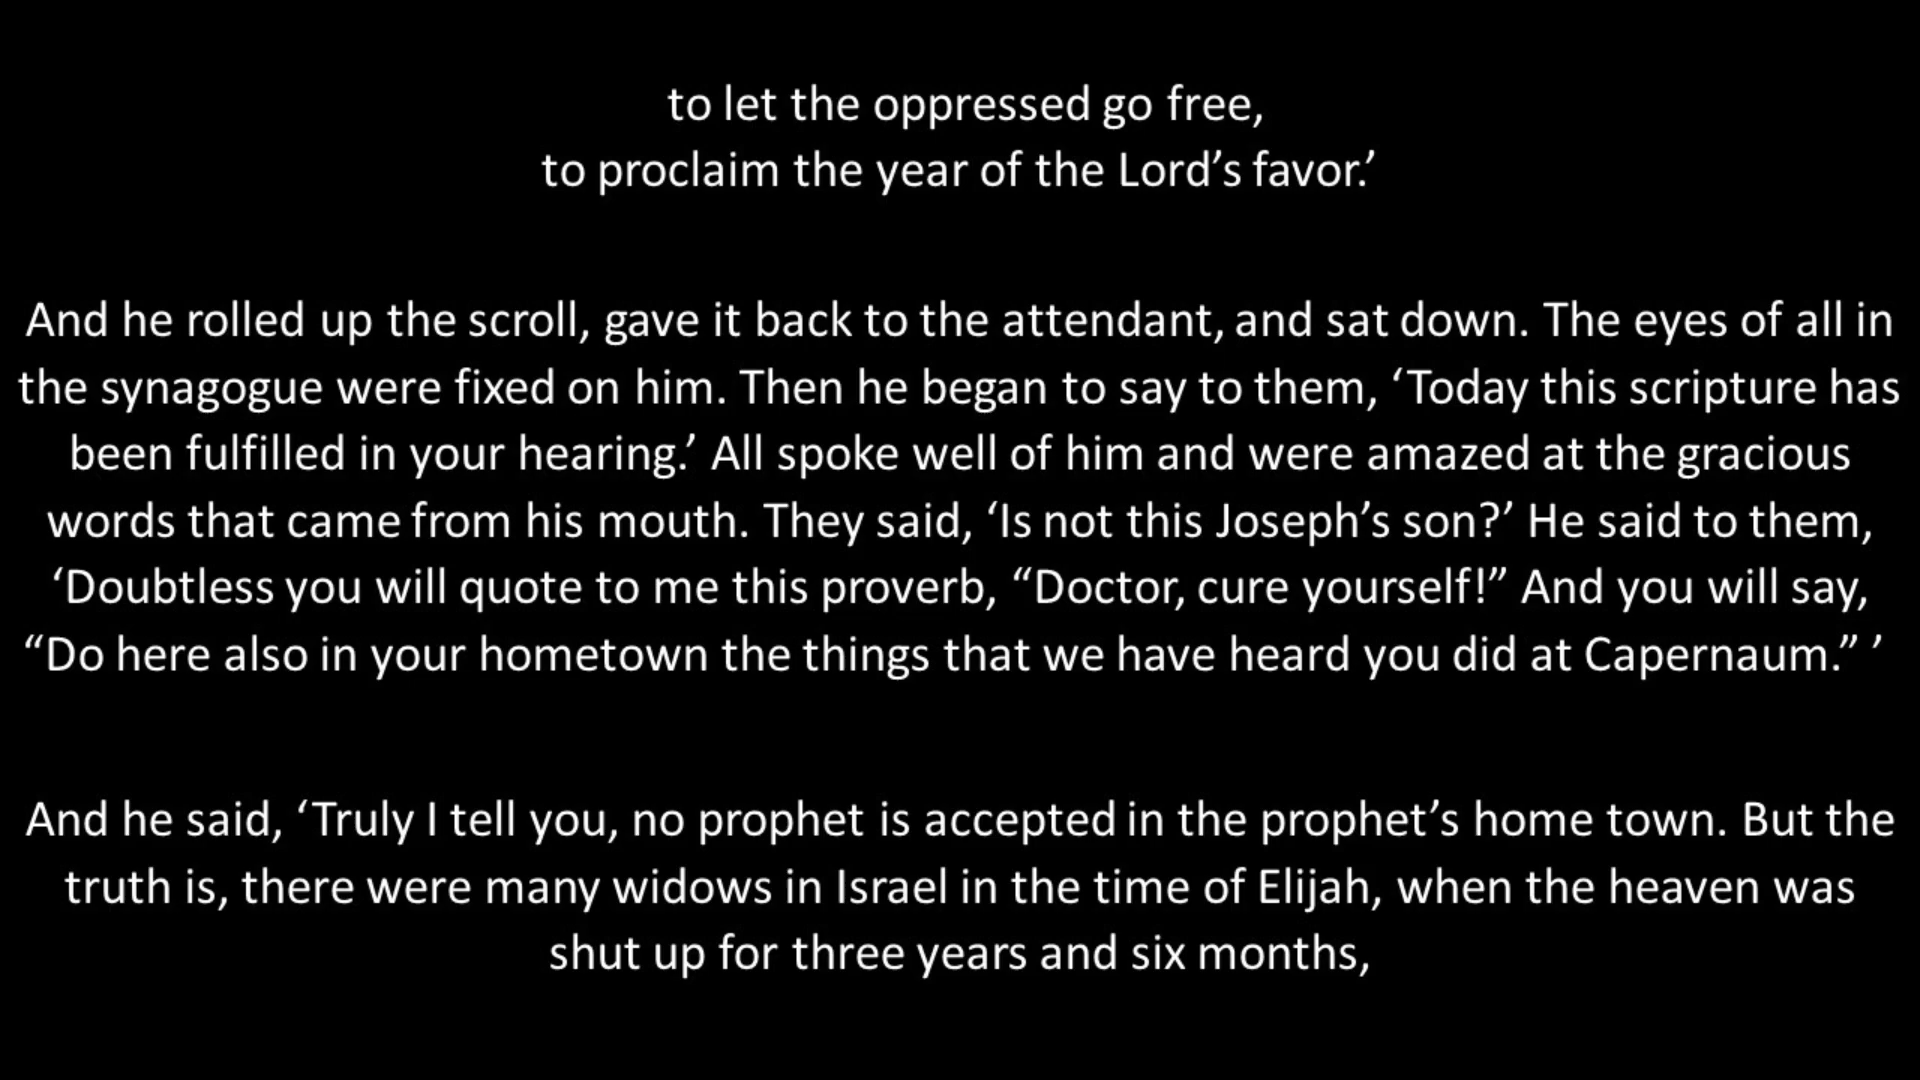 to let the oppressed go free,
to proclaim the year of the Lord’s favor.’
And he rolled up the scroll, gave it back to the attendant, and sat down. The eyes of all in
the synagogue were fixed on him. Then he began to say to them, ‘Today this scripture has
been fulfilled in your hearing.’ All spoke well of him and were amazed at the gracious
words that came from his mouth. They said, ‘Is not this Joseph’s son?’ He said to them,
‘Doubtless you will quote to me this proverb, “Doctor, cure yourself!” And you will say,
“Do here also in your hometown the things that we have heard you did at Capernaum.” ’
And he said, ‘Truly I tell you, no prophet is accepted in the prophet’s home town. But the
truth is, there were many widows in Israel in the time of Elijah, when the heaven was
shut up for three years and six months,